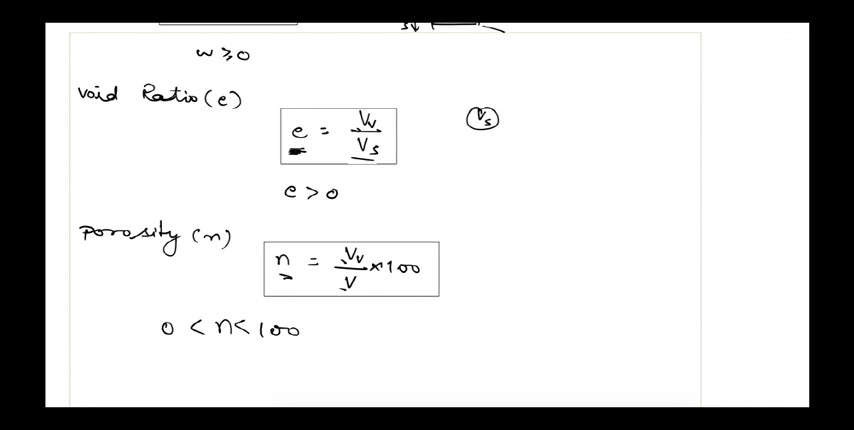 w ≥ 0
Void Ratio (e)
e = Vv / Vs
Vs
e > 0
Porosity (n)
n = Vv / V × 100
0 < n < 100